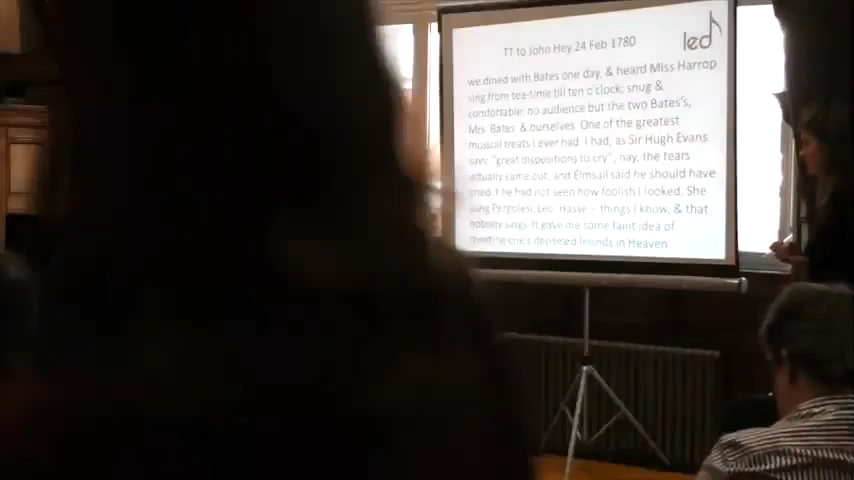 led
TT to John Hey 24 Feb 1780
we dined with Bates one day, & heard Miss Harrop
sing from tea-time till ten o'clock; snug &
comfortable; no audience but the two Bates's,
Mrs. Bates & ourselves. One of the greatest
musical treats I ever had. I had, as Sir Hugh Evans
says "great dispositions to cry", nay, the tears
actually came out, and Elmsall said he should have
cried, if he had not seen how foolish I looked. She
sung Pergolesi, Leo, Hasse – things I know, & that
nobody sings. It gave me some faint idea of
meeting one's deceased friends in Heaven